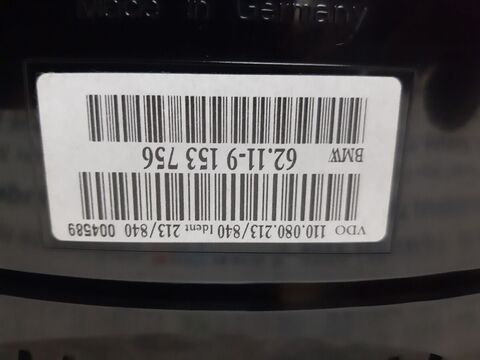 VDO 110.080.213/840 Ident 213/840 004589
BMW 62.11-9 153 756
Made in Germany